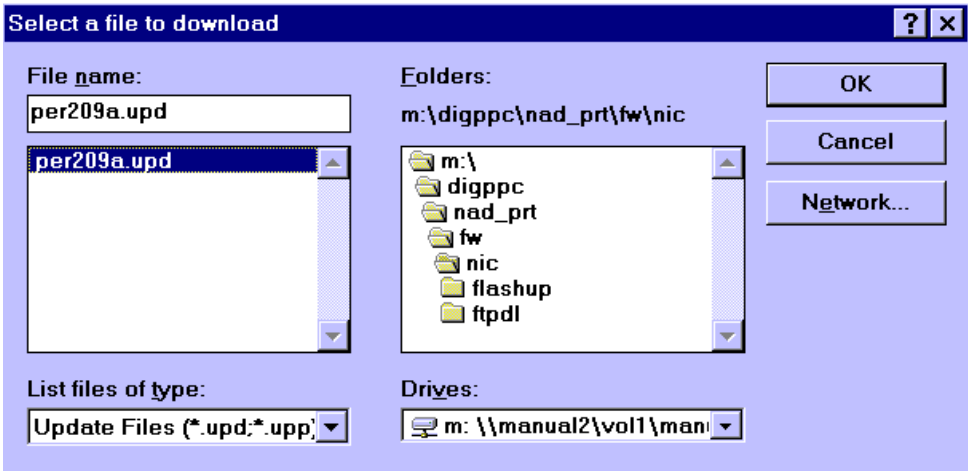 Select a file to download
File name:
per209a.upd
per209a.upd
List files of type:
Update Files (*.upd;*.upp)
Folders:
m:\digppc\nad_prt\fw\nic
m:\
digppc
nad_prt
fw
nic
flashup
ftpdl
Drives:
m: \\manual2\vol1\man
OK
Cancel
Network...